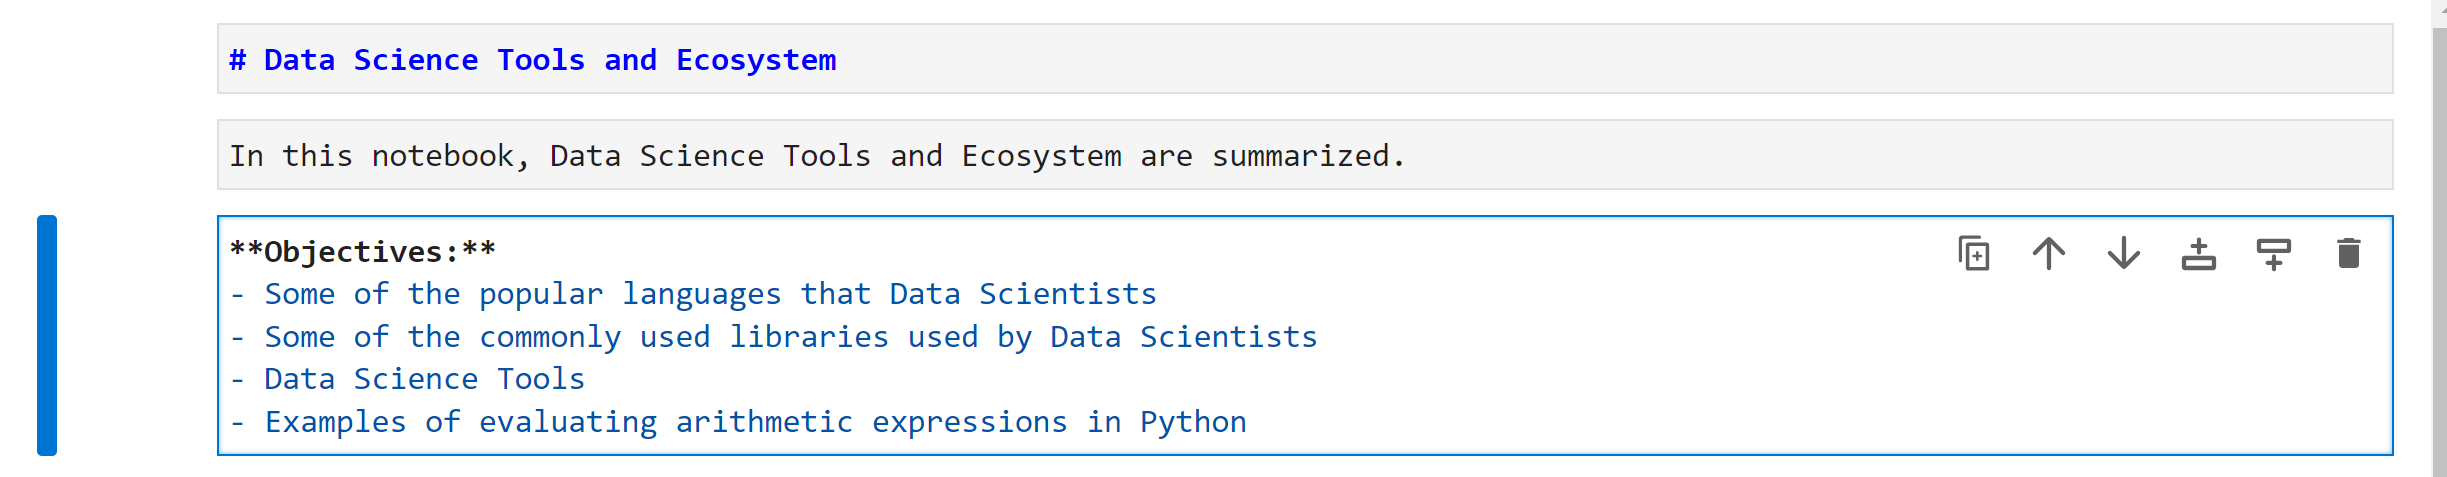 # Data Science Tools and Ecosystem
In this notebook, Data Science Tools and Ecosystem are summarized.
**Objectives:**
- Some of the popular languages that Data Scientists
- Some of the commonly used libraries used by Data Scientists
- Data Science Tools
- Examples of evaluating arithmetic expressions in Python